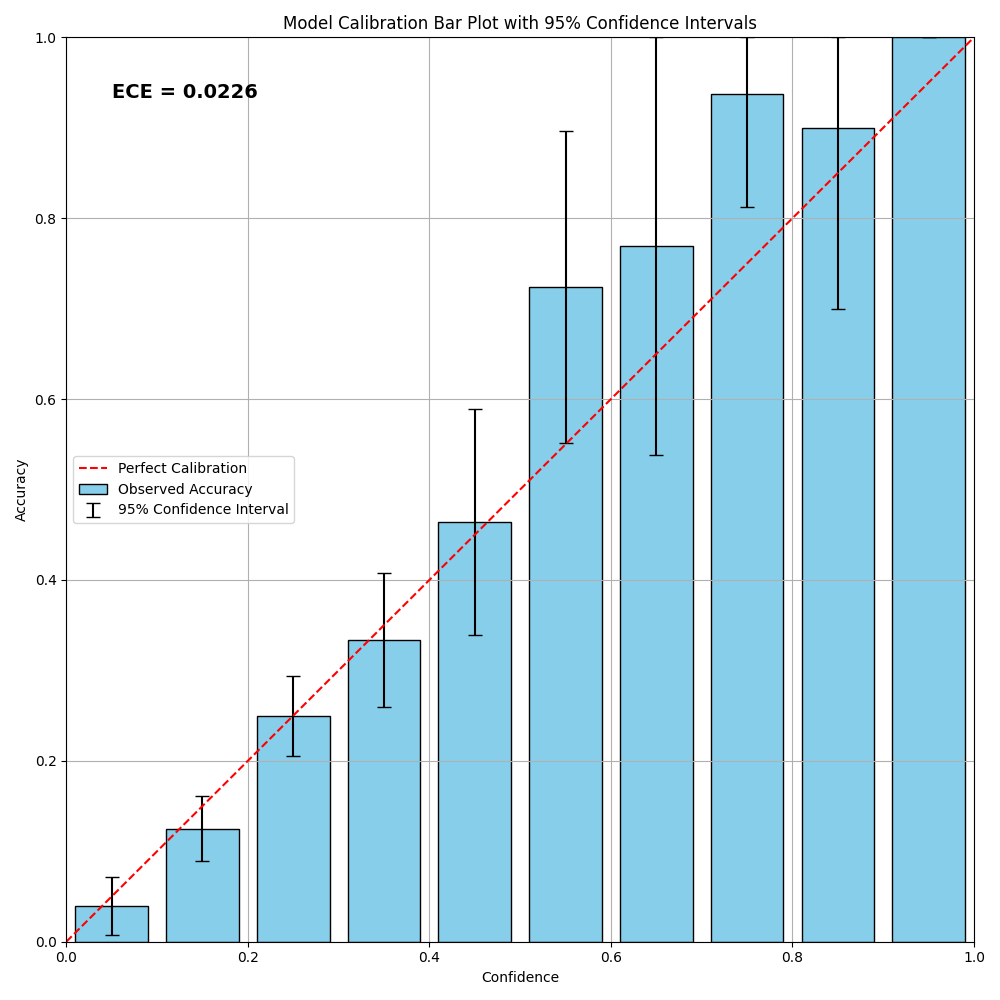 Model Calibration Bar Plot with 95% Confidence Intervals
ECE = 0.0226
Accuracy
1.0
0.8
0.6
0.4
0.2
0.0
Perfect Calibration
Observed Accuracy
95% Confidence Interval
0.0 0.2 0.4 0.6 0.8 1.0
Confidence